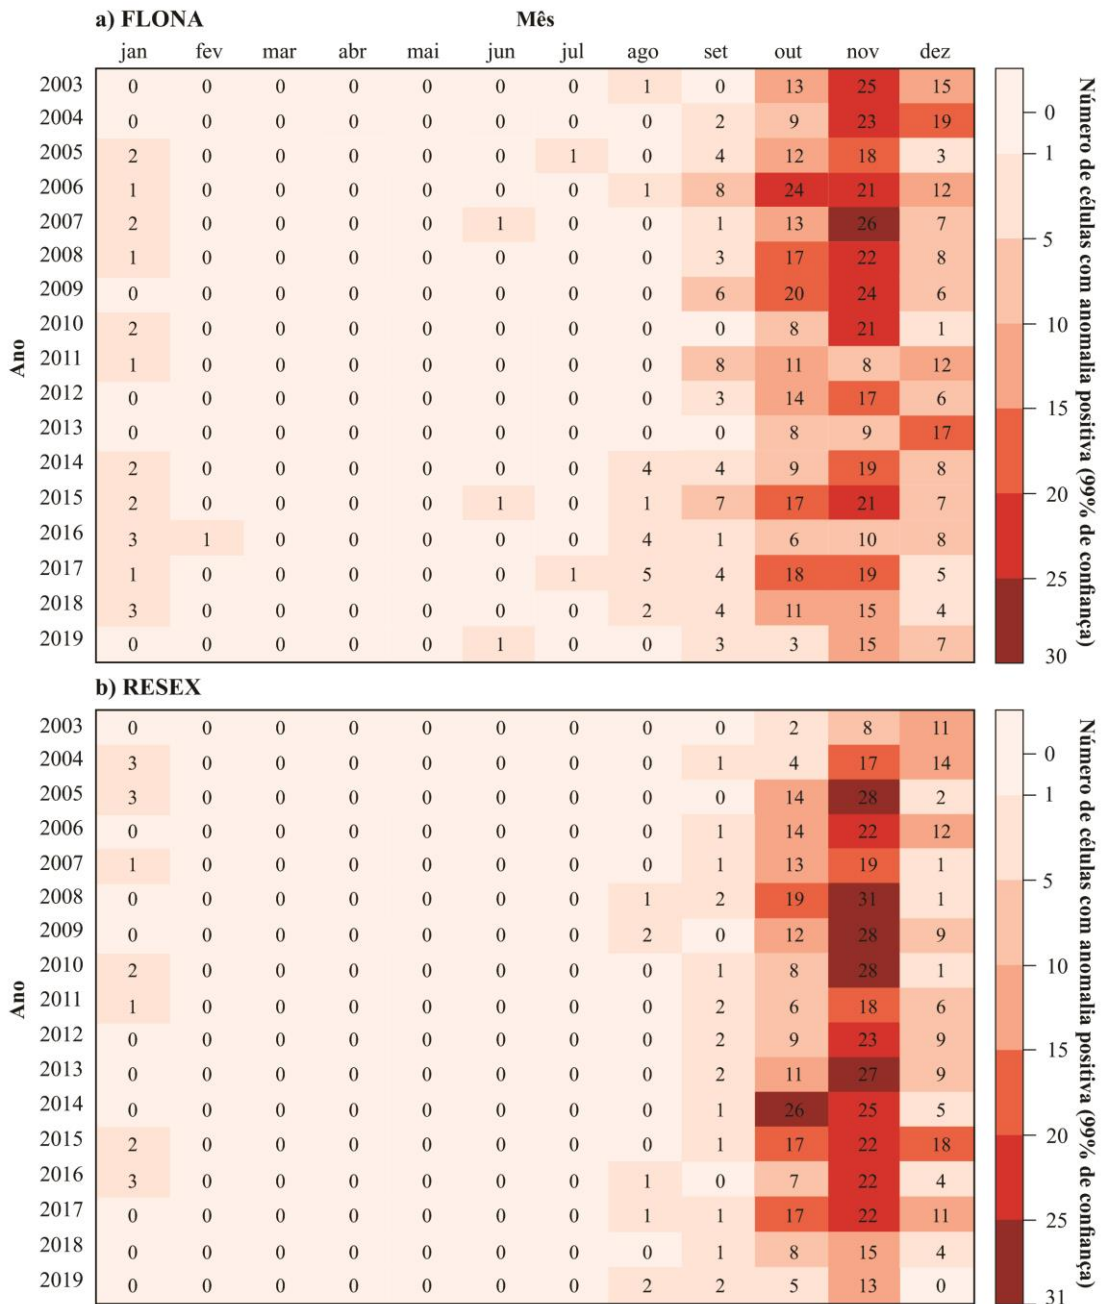 a) FLONA Mês
jan fev mar abr mai jun jul ago set out nov dez
2003 0 0 0 0 0 0 0 1 0 13 25 15
2004 0 0 0 0 0 0 0 0 2 9 23 19
2005 2 0 0 0 0 0 1 0 4 12 18 3
2006 1 0 0 0 0 0 0 1 8 24 21 12
2007 2 0 0 0 0 1 0 0 1 13 26 7
2008 1 0 0 0 0 0 0 0 3 17 22 8
2009 0 0 0 0 0 0 0 0 6 20 24 6
2010 2 0 0 0 0 0 0 0 0 8 21 1
2011 1 0 0 0 0 0 0 0 8 11 8 12
2012 0 0 0 0 0 0 0 0 3 14 17 6
2013 0 0 0 0 0 0 0 0 0 8 9 17
2014 2 0 0 0 0 0 0 4 4 9 19 8
2015 2 0 0 0 0 1 0 1 7 17 21 7
2016 3 1 0 0 0 0 0 4 1 6 10 8
2017 1 0 0 0 0 0 1 5 4 18 19 5
2018 3 0 0 0 0 0 0 2 4 11 15 4
2019 0 0 0 0 0 1 0 0 3 3 15 7
Ano
0
1
5
10
15
20
25
30
Número de células com anomalia positiva (99% de confiança)
b) RESEX
2003 0 0 0 0 0 0 0 0 0 2 8 11
2004 3 0 0 0 0 0 0 0 1 4 17 14
2005 3 0 0 0 0 0 0 0 0 14 28 2
2006 0 0 0 0 0 0 0 0 1 14 22 12
2007 1 0 0 0 0 0 0 0 1 13 19 1
2008 0 0 0 0 0 0 0 1 2 19 31 1
2009 0 0 0 0 0 0 0 2 0 12 28 9
2010 2 0 0 0 0 0 0 0 1 8 28 1
2011 1 0 0 0 0 0 0 0 2 6 18 6
2012 0 0 0 0 0 0 0 0 2 9 23 9
2013 0 0 0 0 0 0 0 0 2 11 27 9
2014 0 0 0 0 0 0 0 0 1 26 25 5
2015 2 0 0 0 0 0 0 0 1 17 22 18
2016 3 0 0 0 0 0 0 1 0 7 22 4
2017 0 0 0 0 0 0 0 1 1 17 22 11
2018 0 0 0 0 0 0 0 0 1 8 15 4
2019 0 0 0 0 0 0 0 2 2 5 13 0
Ano
0
1
5
10
15
20
25
31
Número de células com anomalia positiva (99% de confiança)